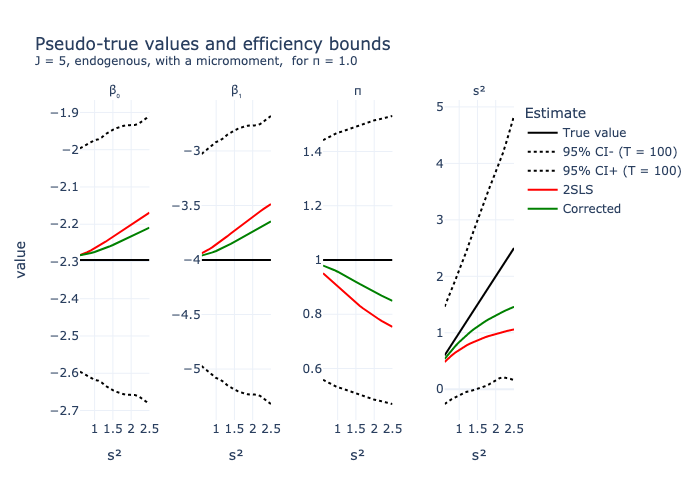 Pseudo-true values and efficiency bounds
J = 5, endogenous, with a micromoment,  for π = 1.0
β₀
β₁
π
s²
−1.9
−2
−2.1
−2.2
−2.3
−2.4
−2.5
−2.6
−2.7
−3
−3.5
−4
−4.5
−5
1.4
1.2
1
0.8
0.6
5
4
3
2
1
0
1 1.5 2 2.5
1 1.5 2 2.5
1 1.5 2 2.5
1 1.5 2 2.5
s²
s²
s²
s²
value
Estimate
True value
95% CI- (T = 100)
95% CI+ (T = 100)
2SLS
Corrected